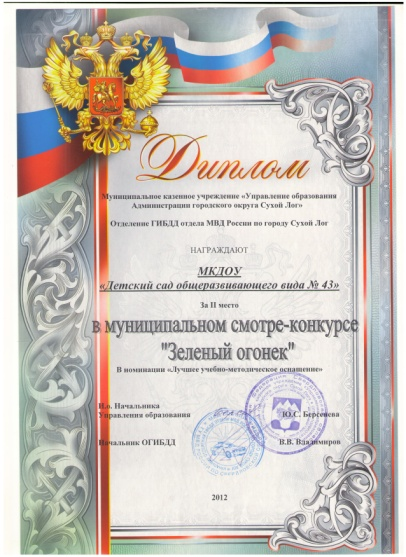 Диплом
Муниципальное казенное учреждение «Управление образования
Администрации городского округа Сухой Лог»
Отделение ГИБДД отдела МВД России по городу Сухой Лог
НАГРАЖДАЮТ
МКДОУ
«Детский сад общеразвивающего вида № 43»
За II место
в муниципальном смотре-конкурсе
"Зеленый огонек"
В номинации «Лучшее учебно-методическое оснащение»
И.о. Начальника
Управления образования Ю.С. Берсенева
Начальник ОГИБДД В.В. Владимиров
2012